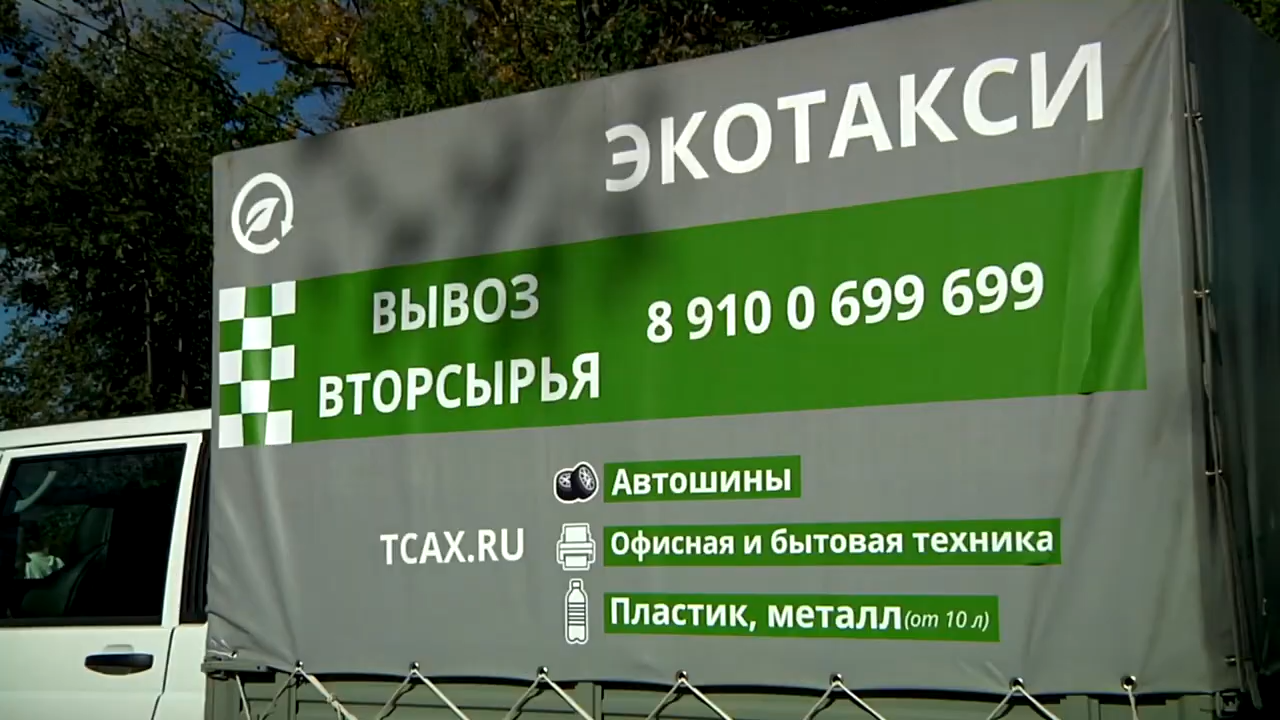 ЭКОТАКСИ
ВЫВОЗ
ВТОРСЫРЬЯ
8 910 0 699 699
Автошины
TCAX.RU
Офисная и бытовая техника
Пластик, металл (от 10 л)